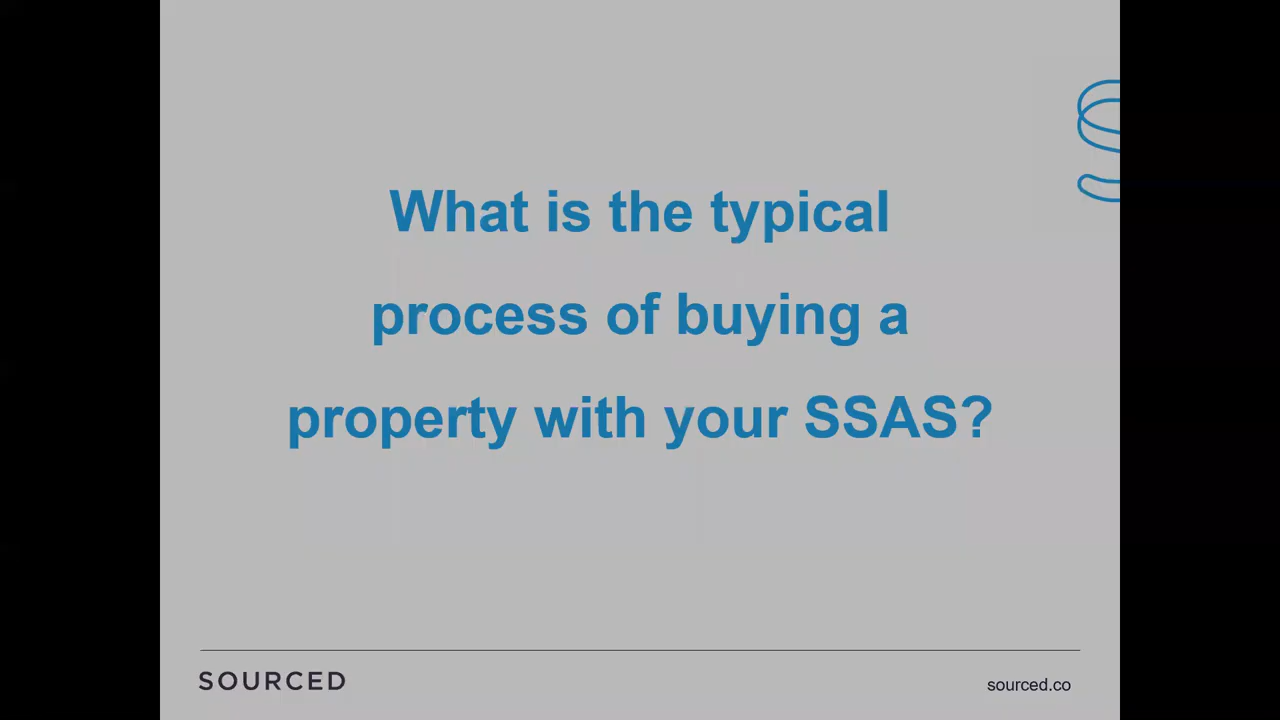 What is the typical
process of buying a
property with your SSAS?
SOURCED
sourced.co